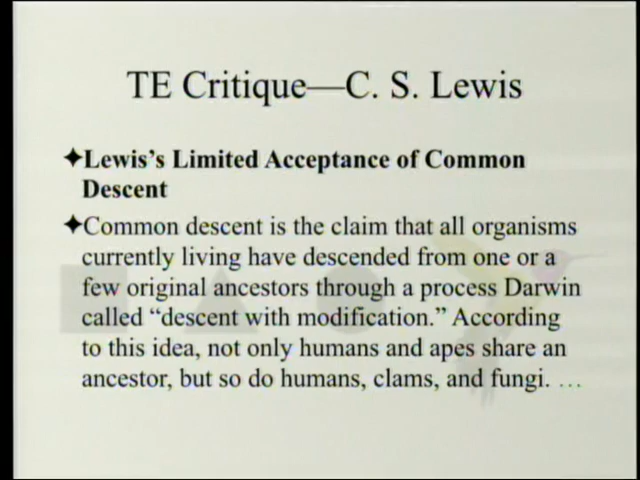 TE Critique—C. S. Lewis
✦Lewis's Limited Acceptance of Common
Descent
✦Common descent is the claim that all organisms
currently living have descended from one or a
few original ancestors through a process Darwin
called “descent with modification.” According
to this idea, not only humans and apes share an
ancestor, but so do humans, clams, and fungi. …